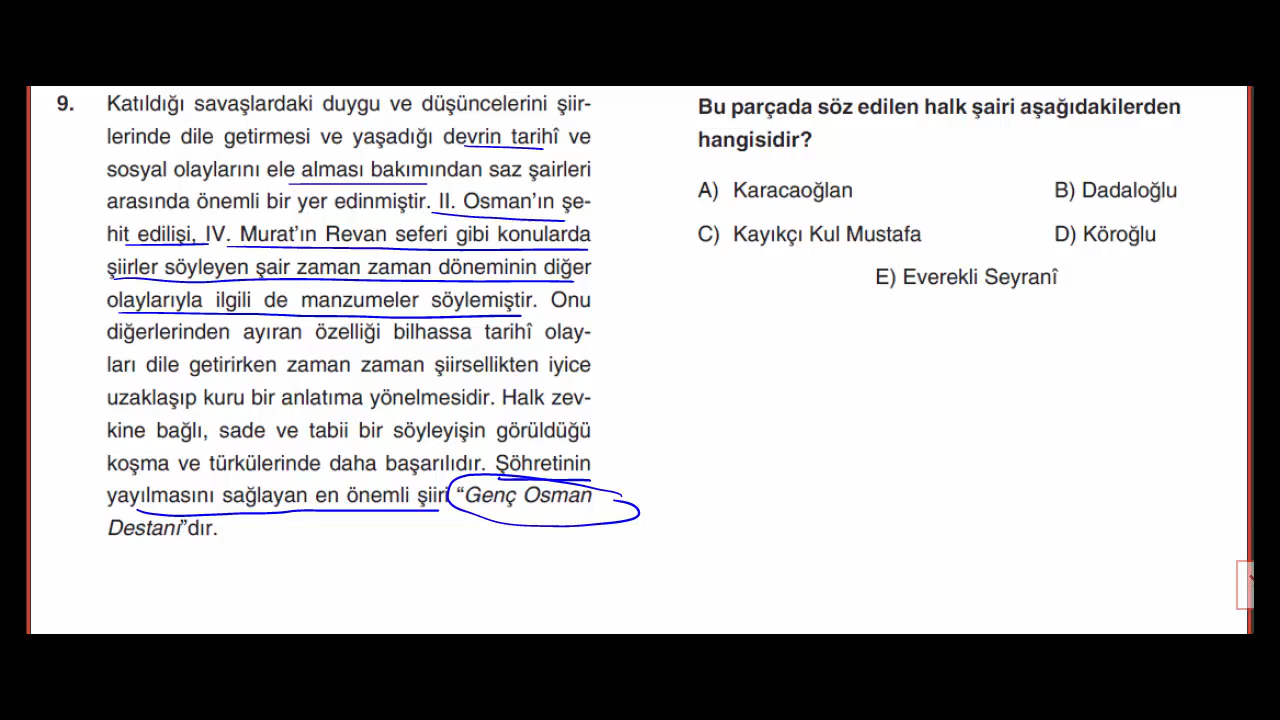 9. Katıldığı savaşlardaki duygu ve düşüncelerini şiir-
lerinde dile getirmesi ve yaşadığı devrin tarihî ve
sosyal olaylarını ele alması bakımından saz şairleri
arasında önemli bir yer edinmiştir. II. Osman’ın şe-
hit edilişi, IV. Murat’ın Revan seferi gibi konularda
şiirler söyleyen şair zaman zaman döneminin diğer
olaylarıyla ilgili de manzumeler söylemiştir. Onu
diğerlerinden ayıran özelliği bilhassa tarihî olay-
ları dile getirirken zaman zaman şiirsellikten iyice
uzaklaşıp kuru bir anlatıma yönelmesidir. Halk zev-
kine bağlı, sade ve tabii bir söyleyişin görüldüğü
koşma ve türkülerinde daha başarılıdır. Şöhretinin
yayılmasını sağlayan en önemli şiiri “Genç Osman
Destanı”dır.
Bu parçada söz edilen halk şairi aşağıdakilerden
hangisidir?
A) Karacaoğlan B) Dadaloğlu
C) Kayıkçı Kul Mustafa D) Köroğlu
E) Everekli Seyranî